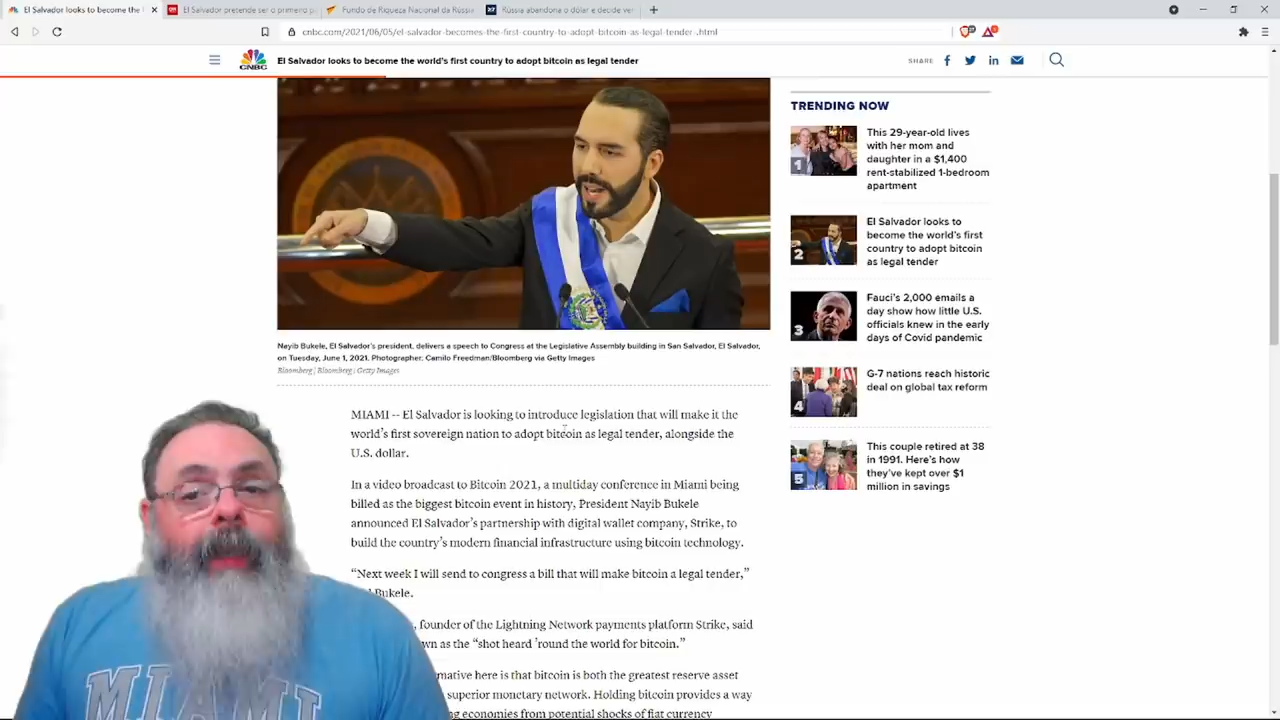 El Salvador looks to become the
El Salvador pretende ser o primeiro pa
Fundo de Riqueza Nacional da Rússia
Rússia abandona o dólar e decide ver
cnbc.com/2021/06/05/el-salvador-becomes-the-first-country-to-adopt-bitcoin-as-legal-tender-.html
CNBC
El Salvador looks to become the world's first country to adopt bitcoin as legal tender
SHARE
Nayib Bukele, El Salvador's president, delivers a speech to Congress at the Legislative Assembly building in San Salvador, El Salvador,
on Tuesday, June 1, 2021. Photographer: Camilo Freedman/Bloomberg via Getty Images
Bloomberg | Bloomberg | Getty Images
MIAMI -- El Salvador is looking to introduce legislation that will make it the
world's first sovereign nation to adopt bitcoin as legal tender, alongside the
U.S. dollar.
In a video broadcast to Bitcoin 2021, a multiday conference in Miami being
billed as the biggest bitcoin event in history, President Nayib Bukele
announced El Salvador's partnership with digital wallet company, Strike, to
build the country's modern financial infrastructure using bitcoin technology.
"Next week I will send to congress a bill that will make bitcoin a legal tender,"
Bukele.
, founder of the Lightning Network payments platform Strike, said
as the "shot heard 'round the world for bitcoin."
here is that bitcoin is both the greatest reserve asset
superior monetary network. Holding bitcoin provides a way
economies from potential shocks of fiat currency
TRENDING NOW
1
This 29-year-old lives
with her mom and
daughter in a $1,400
rent-stabilized 1-bedroom
apartment
2
El Salvador looks to
become the world's first
country to adopt bitcoin
as legal tender
3
Fauci's 2,000 emails a
day show how little U.S.
officials knew in the early
days of Covid pandemic
4
G-7 nations reach historic
deal on global tax reform
5
This couple retired at 38
in 1991. Here's how
they've kept over $1
million in savings
MIAMI